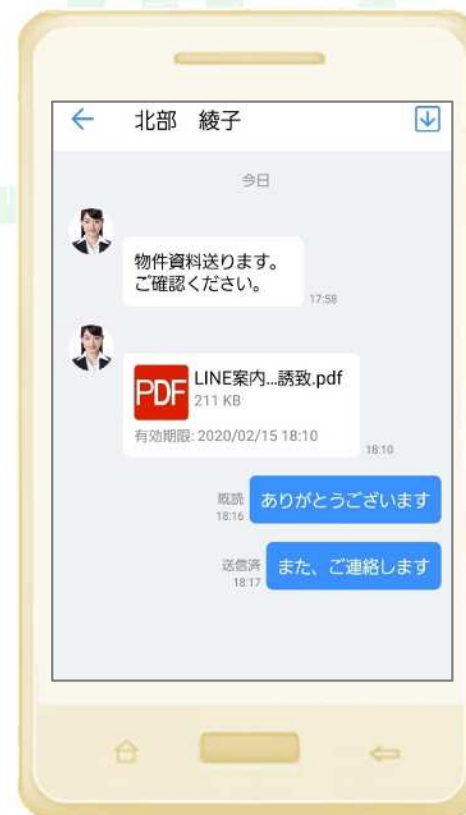 北部　綾子
今日
物件資料送ります。
ご確認ください。
17:58
PDF
LINE案内...誘致.pdf
211 KB
有効期限: 2020/02/15 18:10
18:10
既読
18:16
ありがとうございます
送信済
18:17
また、ご連絡します